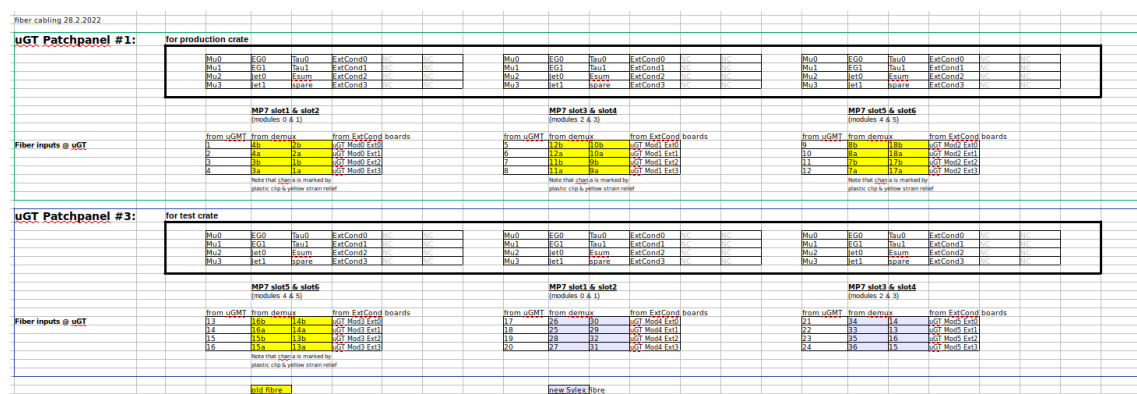 fiber cabling 28.2.2022
uGT Patchpanel #1: for production crate
Mu0 EG0 Tau0 ExtCond0 NC NC Mu0 EG0 Tau0 ExtCond0 NC NC Mu0 EG0 Tau0 ExtCond0 NC NC
Mu1 EG1 Tau1 ExtCond1 NC NC Mu1 EG1 Tau1 ExtCond1 NC NC Mu1 EG1 Tau1 ExtCond1 NC NC
Mu2 Jet0 Esum ExtCond2 NC NC Mu2 Jet0 Esum ExtCond2 NC NC Mu2 Jet0 Esum ExtCond2 NC NC
Mu3 Jet1 spare ExtCond3 NC NC Mu3 Jet1 spare ExtCond3 NC NC Mu3 Jet1 spare ExtCond3 NC NC
MP7 slot1 & slot2 MP7 slot3 & slot4 MP7 slot5 & slot6
(modules 0 & 1) (modules 2 & 3) (modules 4 & 5)
from uGMT from demux from ExtCond boards from uGMT from demux from ExtCond boards from uGMT from demux from ExtCond boards
Fiber inputs @ uGT 1 4b 2b uGT Mod0 Ext0 5 12b 10b uGT Mod1 Ext0 9 8b 18b uGT Mod2 Ext0
2 4a 2a uGT Mod0 Ext1 6 12a 10a uGT Mod1 Ext1 10 8a 18a uGT Mod2 Ext1
3 3b 1b uGT Mod0 Ext2 7 11b 9b uGT Mod1 Ext2 11 7b 17b uGT Mod2 Ext2
4 3a 1a uGT Mod0 Ext3 8 11a 9a uGT Mod1 Ext3 12 7a 17a uGT Mod2 Ext3
Note that chan a is marked by Note that chan a is marked by Note that chan a is marked by
plastic clip & yellow strain relief plastic clip & yellow strain relief plastic clip & yellow strain relief
uGT Patchpanel #3: for test crate
Mu0 EG0 Tau0 ExtCond0 NC NC Mu0 EG0 Tau0 ExtCond0 NC NC Mu0 EG0 Tau0 ExtCond0 NC NC
Mu1 EG1 Tau1 ExtCond1 NC NC Mu1 EG1 Tau1 ExtCond1 NC NC Mu1 EG1 Tau1 ExtCond1 NC NC
Mu2 Jet0 Esum ExtCond2 NC NC Mu2 Jet0 Esum ExtCond2 NC NC Mu2 Jet0 Esum ExtCond2 NC NC
Mu3 Jet1 spare ExtCond3 NC NC Mu3 Jet1 spare ExtCond3 NC NC Mu3 Jet1 spare ExtCond3 NC NC
MP7 slot5 & slot6 MP7 slot1 & slot2 MP7 slot3 & slot4
(modules 4 & 5) (modules 0 & 1) (modules 2 & 3)
from uGMT from demux from ExtCond boards from uGMT from demux from ExtCond boards from uGMT from demux from ExtCond boards
Fiber inputs @ uGT 13 16b 14b uGT Mod3 Ext0 17 26 30 uGT Mod4 Ext0 21 34 14 uGT Mod5 Ext0
14 16a 14a uGT Mod3 Ext1 18 25 29 uGT Mod4 Ext1 22 33 13 uGT Mod5 Ext1
15 15b 13b uGT Mod3 Ext2 19 28 32 uGT Mod4 Ext2 23 35 16 uGT Mod5 Ext2
16 15a 13a uGT Mod3 Ext3 20 27 31 uGT Mod4 Ext3 24 36 15 uGT Mod5 Ext3
Note that chan a is marked by
plastic clip & yellow strain relief
old fibre new Sylex fibre